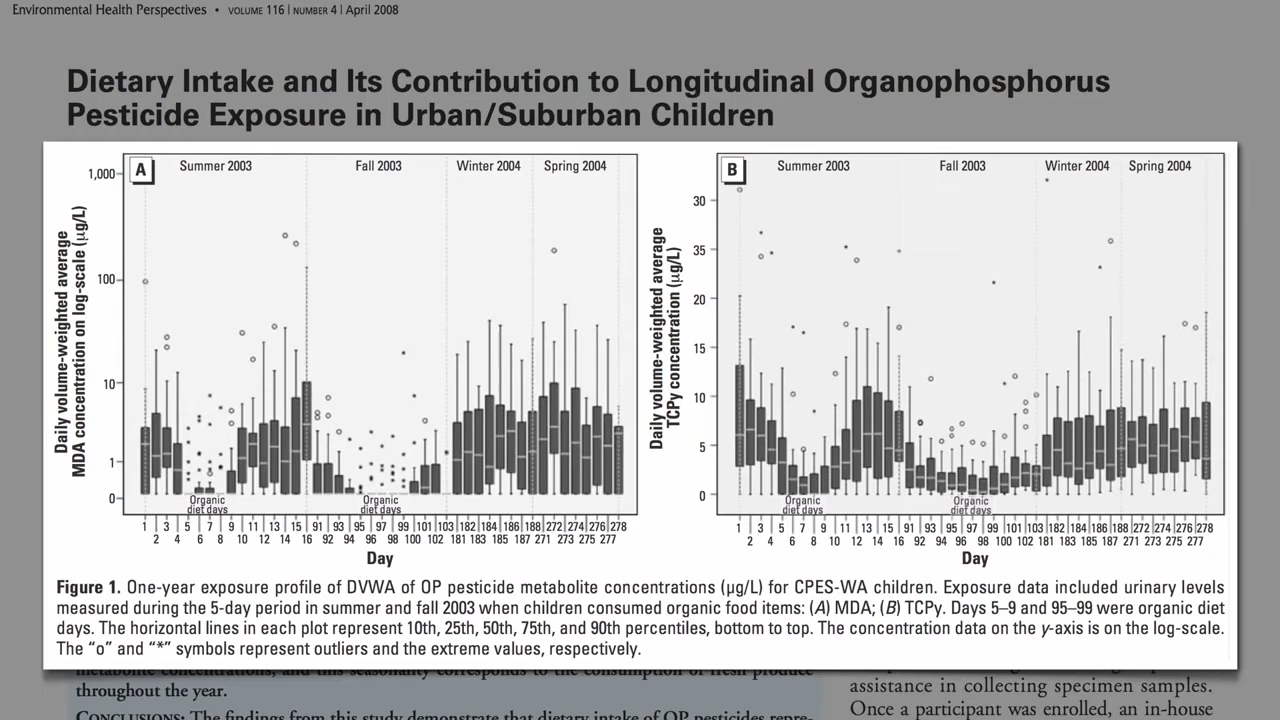 Environmental Health Perspectives • VOLUME 116 | NUMBER 4 | April 2008
Dietary Intake and Its Contribution to Longitudinal Organophosphorus
Pesticide Exposure in Urban/Suburban Children
A
Summer 2003
Fall 2003
Winter 2004
Spring 2004
Daily volume-weighted average
MDA concentration on log-scale (μg/L)
1,000
100
10
1
0
Organic
diet days
Organic
diet days
1 3 5 7 9 11 13 15 91 93 95 97 99 101 103 182 184 186 188 272 274 276 278
2 4 6 8 10 12 14 16 92 94 96 98 100 102 181 183 185 187 271 273 275 277
Day
B
Summer 2003
Fall 2003
Winter 2004
Spring 2004
Daily volume-weighted average
TCPy concentration (μg/L)
30
35
20
15
10
5
0
Organic
diet days
Organic
diet days
1 3 5 7 9 11 13 15 91 93 95 97 99 101 103 182 184 186 188 272 274 276 278
2 4 6 8 10 12 14 16 92 94 96 98 100 102 181 183 185 187 271 273 275 277
Day
Figure 1. One-year exposure profile of DVWA of OP pesticide metabolite concentrations (μg/L) for CPES-WA children. Exposure data included urinary levels
measured during the 5-day period in summer and fall 2003 when children consumed organic food items: (A) MDA; (B) TCPy. Days 5–9 and 95–99 were organic diet
days. The horizontal lines in each plot represent 10th, 25th, 50th, 75th, and 90th percentiles, bottom to top. The concentration data on the y-axis is on the log-scale.
The “o” and “*” symbols represent outliers and the extreme values, respectively.
metabolite concentrations, and this seasonality corresponds to the consumption of fresh produce
throughout the year.
CONCLUSIONS: The findings from this study demonstrate that dietary intake of OP pesticides repre-
assistance in collecting specimen samples.
Once a participant was enrolled, an in-house